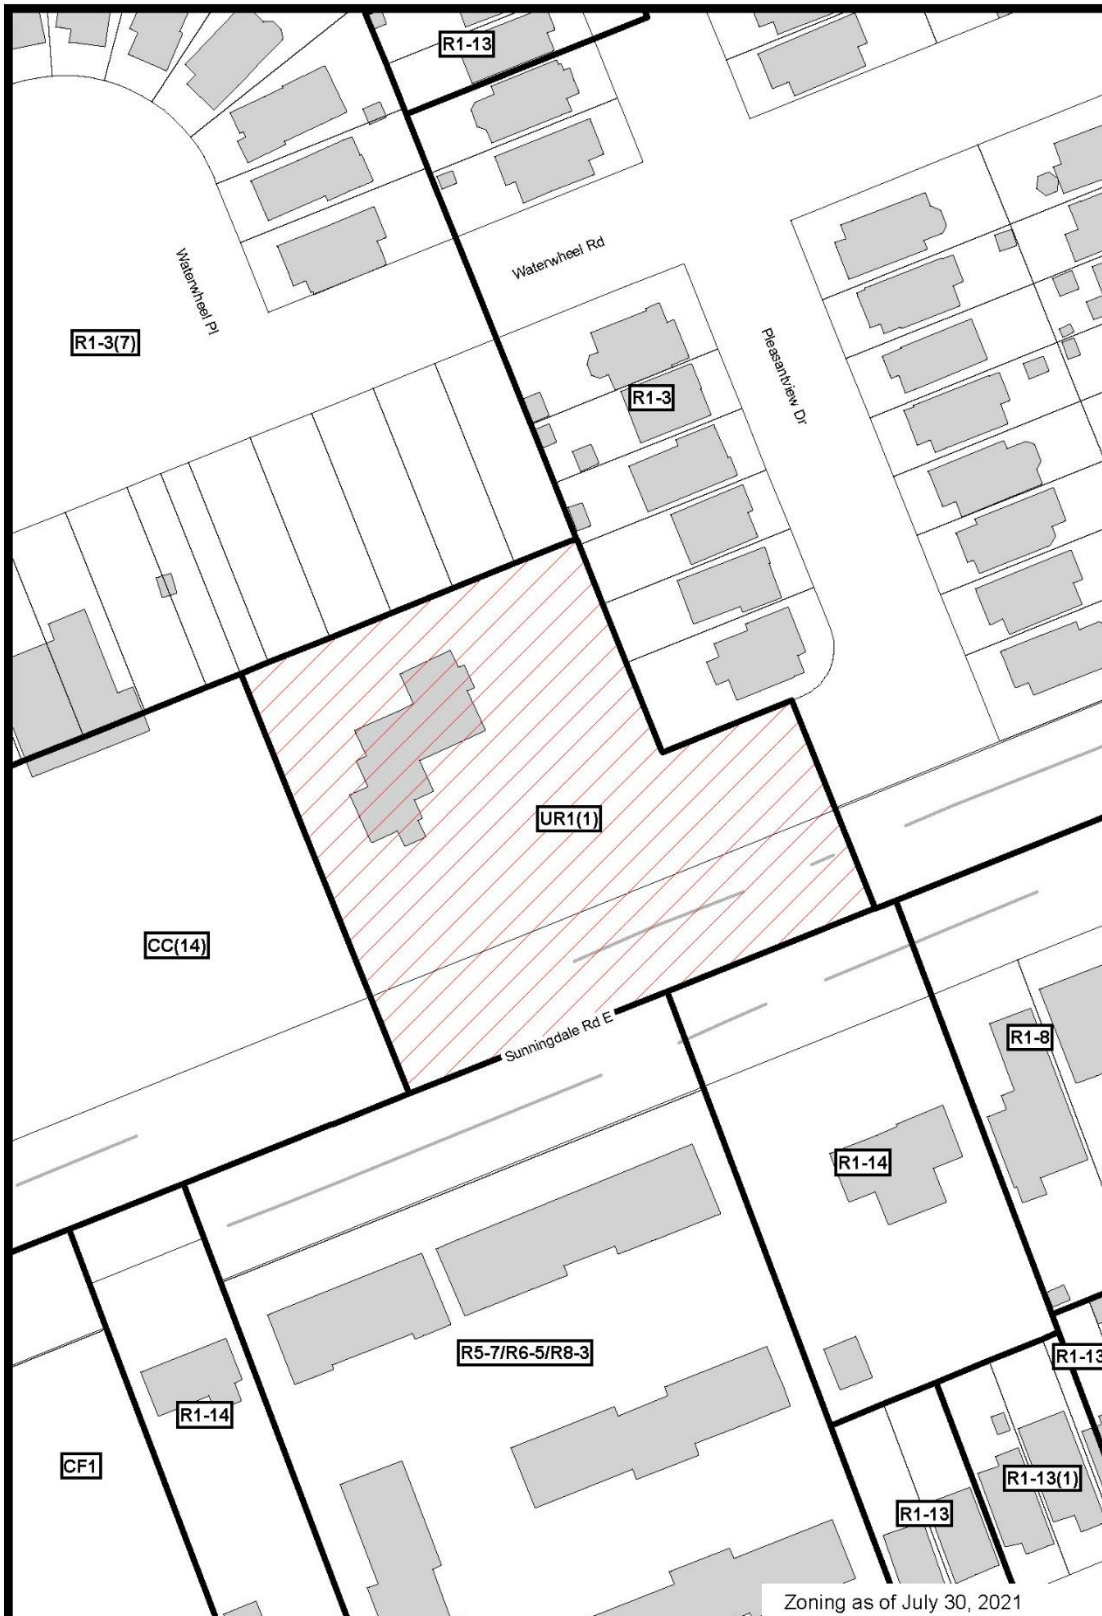 R1-13
Waterwheel Rd
Waterwheel Pl
R1-3(7)
Pleasantview Dr
R1-3
UR1(1)
CC(14)
Sunningdale Rd E
R1-8
R1-14
R5-7/R6-5/R8-3
R1-13
R1-14
CF1
R1-13(1)
R1-13
Zoning as of July 30, 2021